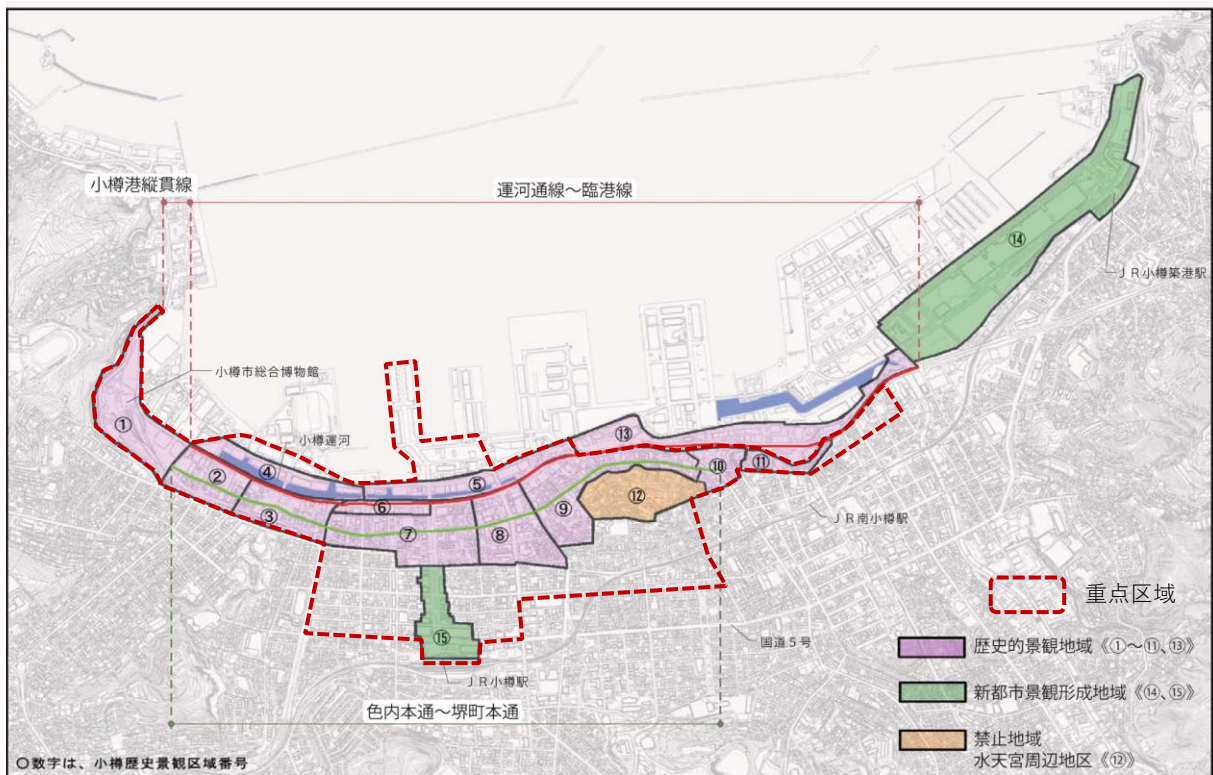 小樽港縦貫線
運河通線～臨港線
⑭
ＪＲ小樽築港駅
小樽市総合博物館
①
小樽運河
⑬
④
②
⑤
⑩
⑪
③
⑥
⑫
⑦
⑧
⑨
ＪＲ南小樽駅
重点区域
⑮
国道５号
歴史的景観地域《①～⑪、⑬》
ＪＲ小樽駅
新都市景観形成地域《⑭、⑮》
色内本通～堺町本通
禁止地域
水天宮周辺地区《⑫》
〇数字は、小樽歴史景観区域番号